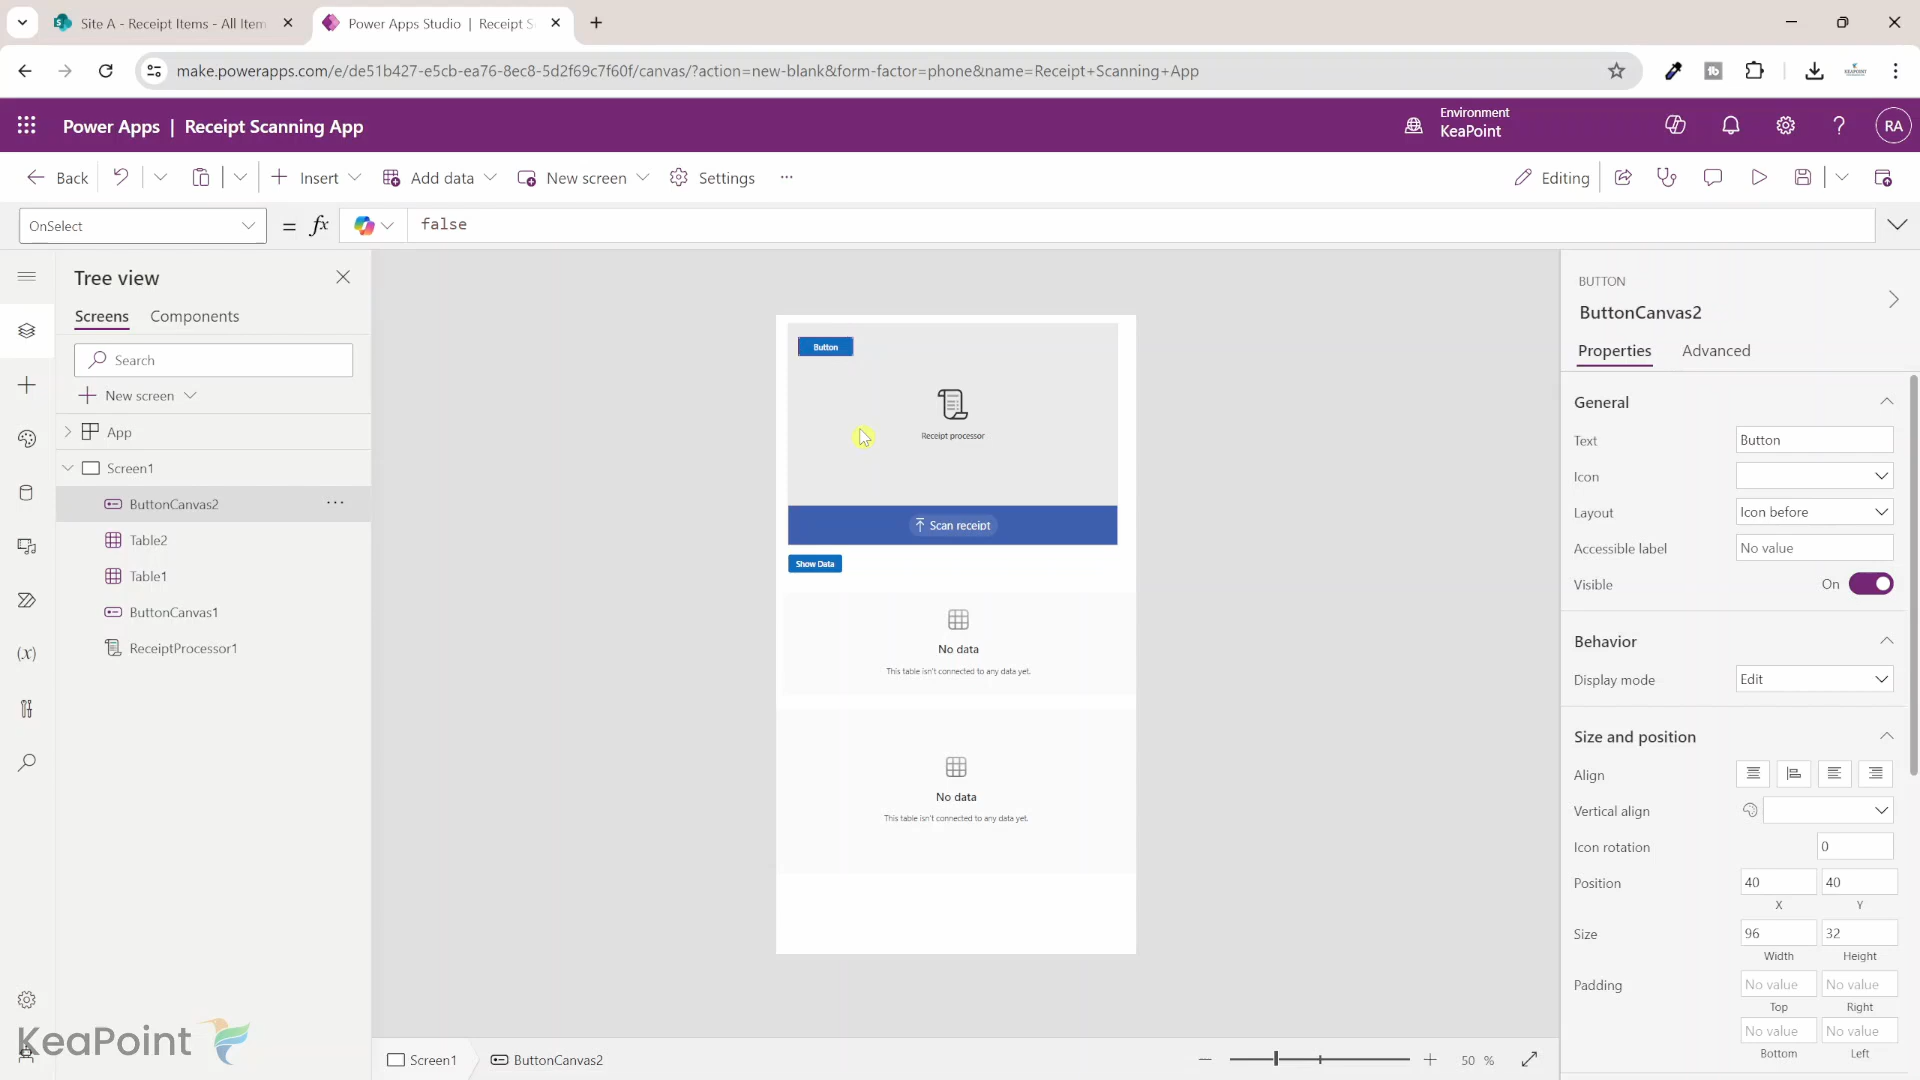 Site A - Receipt Items - All Item
Power Apps Studio | Receipt S
make.powerapps.com/e/de51b427-e5cb-ea76-8ec8-5d2f69c7f60f/canvas/?action=new-blank&form-factor=phone&name=Receipt+Scanning+App
Power Apps | Receipt Scanning App
Environment
KeaPoint
RA
Back
Insert
Add data
New screen
Settings
Editing
OnSelect
= fx
false
Tree view
Screens
Components
Search
New screen
App
Screen1
ButtonCanvas2
Table2
Table1
ButtonCanvas1
ReceiptProcessor1
KeaPoint
Button
Receipt processor
Scan receipt
Show Data
No data
This table isn't connected to any data yet.
No data
This table isn't connected to any data yet.
Screen1
ButtonCanvas2
50 %
BUTTON
ButtonCanvas2
Properties
Advanced
General
Text
Button
Icon
Layout
Icon before
Accessible label
No value
Visible
On
Behavior
Display mode
Edit
Size and position
Align
Vertical align
Icon rotation
0
Position
40
40
X
Y
Size
96
32
Width
Height
Padding
No value
No value
Top
Right
No value
No value
Bottom
Left